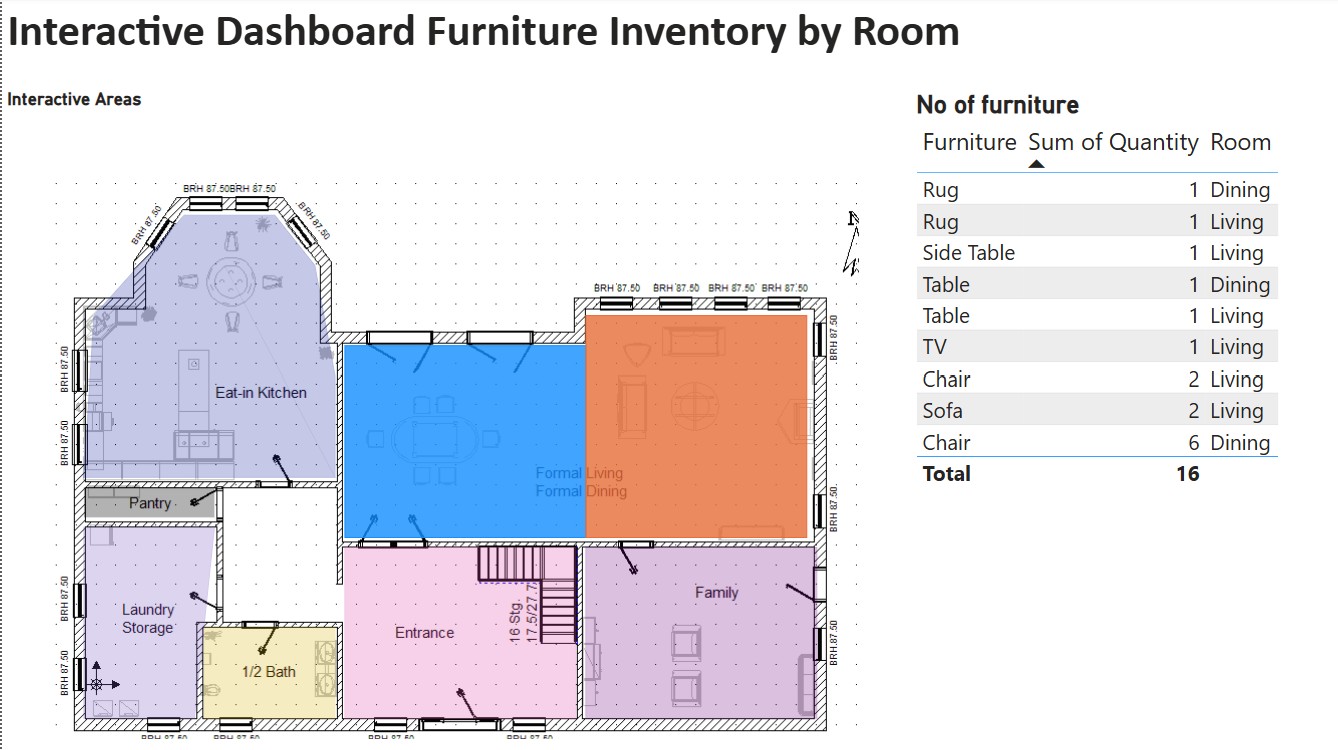 Interactive Dashboard Furniture Inventory by Room
Interactive Areas
No of furniture
Furniture Sum of Quantity Room
Rug 1 Dining
Rug 1 Living
Side Table 1 Living
Table 1 Dining
Table 1 Living
TV 1 Living
Chair 2 Living
Sofa 2 Living
Chair 6 Dining
Total 16
BRH 87.50 BRH 87.50
BRH 87.50
BRH 87.50
N
BRH 87.50 BRH 87.50 BRH 87.50 BRH 87.50
BRH 87.50
BRH 87.50
Eat-in Kitchen
BRH 87.50
Formal Living
Formal Dining
Pantry
BRH 87.50
BRH 87.50
Family
Laundry
Storage
16 Stg.
17.5/27.7
Entrance
BRH 87.50
1/2 Bath
BRH 87.50
BRH 87.50 BRH 87.50 BRH 87.50 BRH 87.50